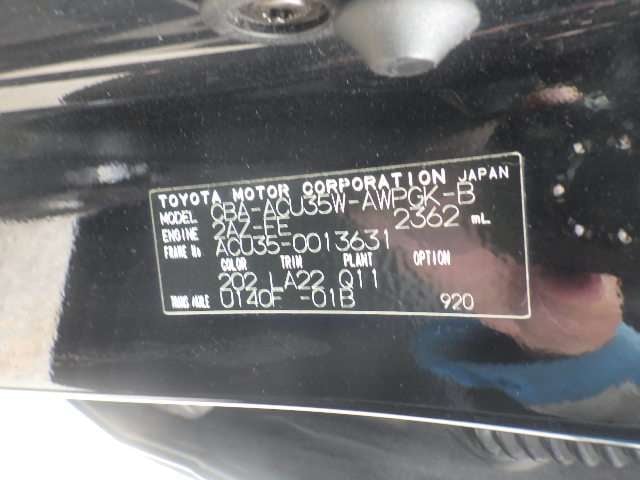 TOYOTA MOTOR CORPORATION JAPAN
MODEL CBA-ACU35W-AWPGK-B
ENGINE 2AZ-FE 2362 mL
FRAME No ACU35-0013631
COLOR TRIM PLANT OPTION
202 LA22 Q11
TRANS/AXLE U140F -01B 920